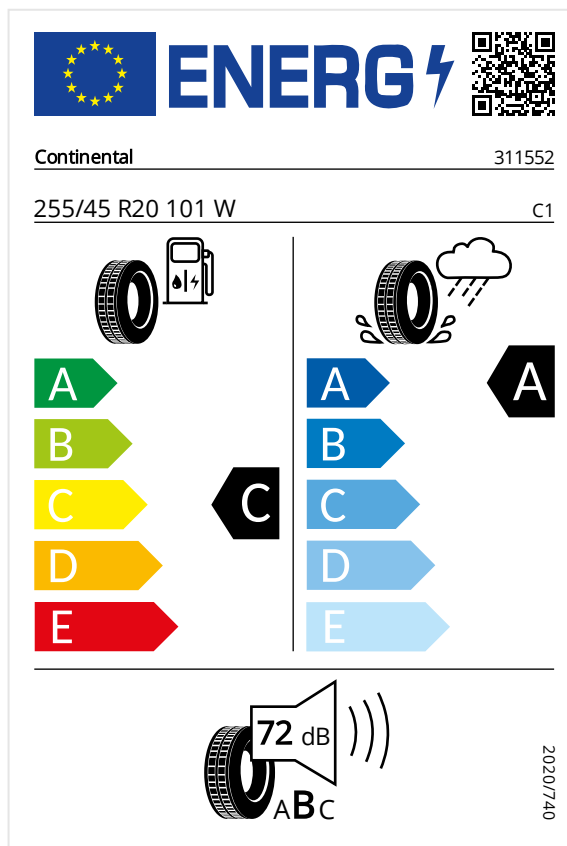 ENERG
Continental 311552
255/45 R20 101 W C1
A A A
B B
C C C
D D
E E
72 dB
ABC
2020/740